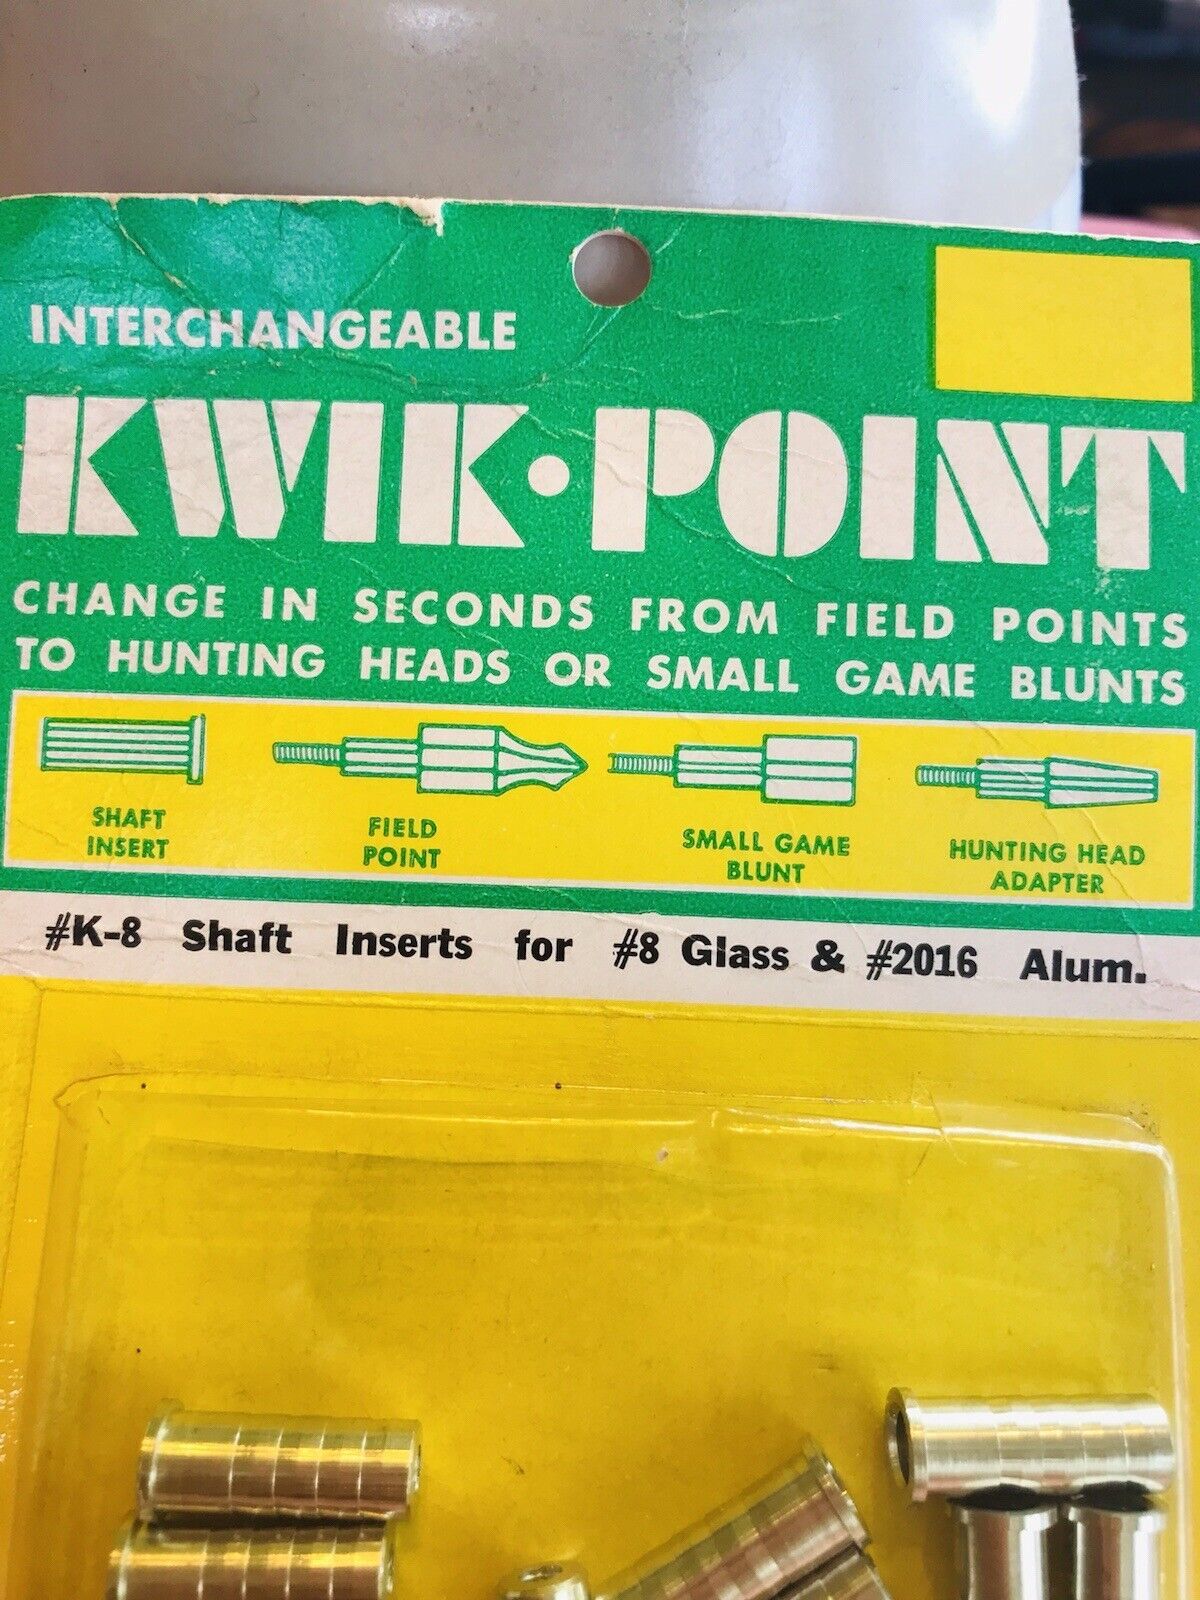 INTERCHANGEABLE
KWIK•POINT
CHANGE IN SECONDS FROM FIELD POINTS
TO HUNTING HEADS OR SMALL GAME BLUNTS
SHAFT
INSERT
FIELD
POINT
SMALL GAME
BLUNT
HUNTING HEAD
ADAPTER
#K-8 Shaft Inserts for #8 Glass & #2016 Alum.